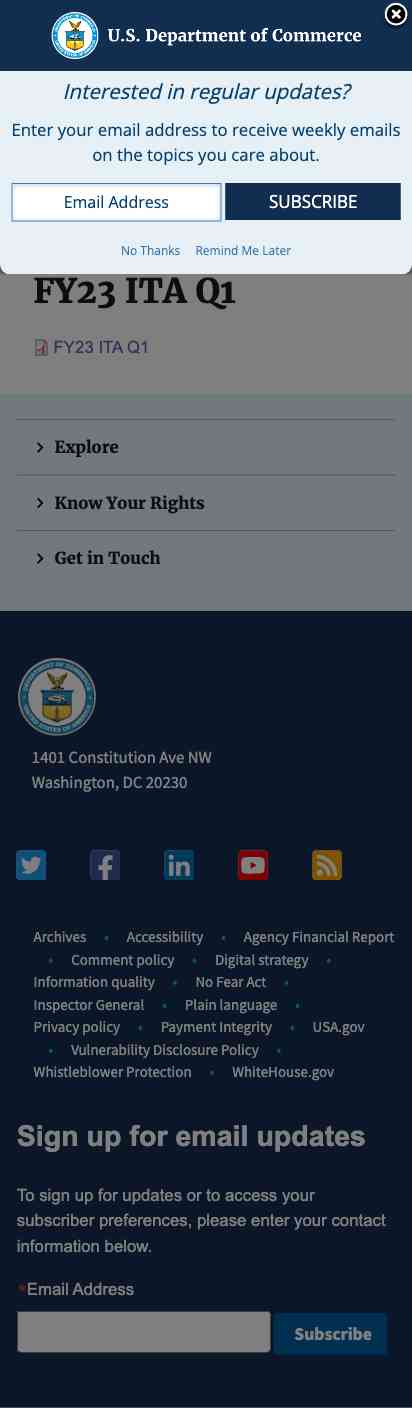 U.S. Department of Commerce
Interested in regular updates?
Enter your email address to receive weekly emails
on the topics you care about.
Email Address
SUBSCRIBE
No Thanks
Remind Me Later
FY23 ITA Q1
FY23 ITA Q1
Explore
Know Your Rights
Get in Touch
1401 Constitution Ave NW
Washington, DC 20230
Archives • Accessibility • Agency Financial Report
• Comment policy • Digital strategy •
Information quality • No Fear Act •
Inspector General • Plain language •
Privacy policy • Payment Integrity • USA.gov
• Vulnerability Disclosure Policy •
Whistleblower Protection • WhiteHouse.gov
Sign up for email updates
To sign up for updates or to access your
subscriber preferences, please enter your contact
information below.
*Email Address
Subscribe